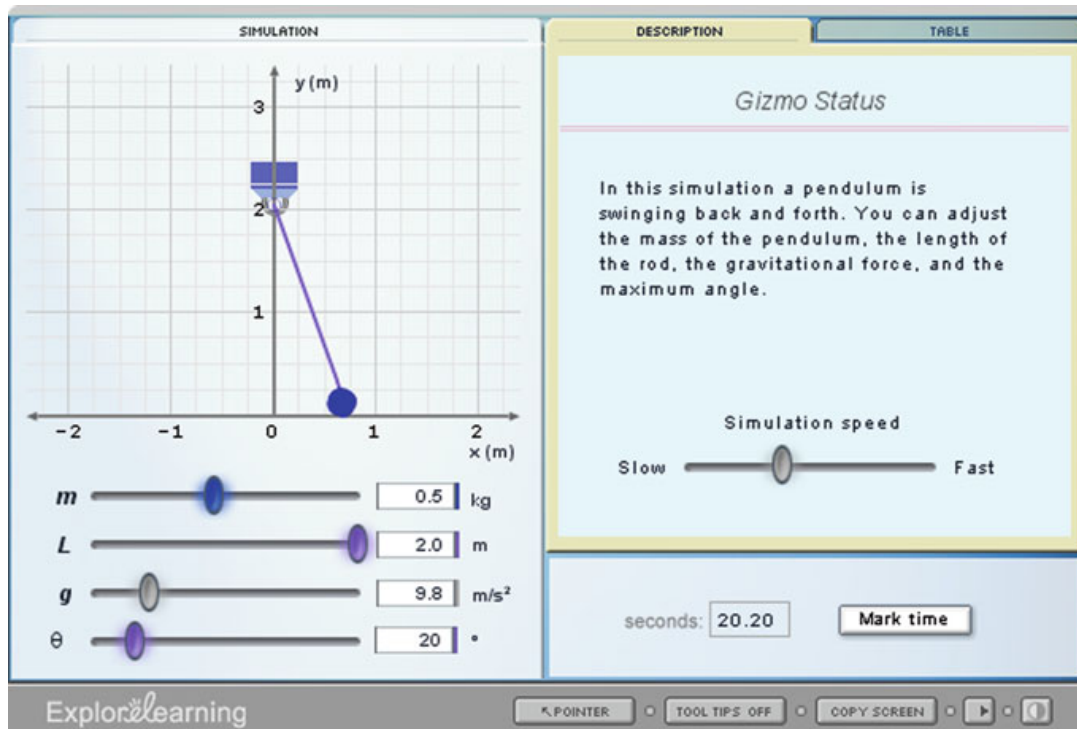 SIMULATION
y (m)
3
2
1
-2 -1 0 1 2
x (m)
m 0.5 kg
L 2.0 m
g 9.8 m/s²
θ 20 °
DESCRIPTION
TABLE
Gizmo Status
In this simulation a pendulum is
swinging back and forth. You can adjust
the mass of the pendulum, the length of
the rod, the gravitational force, and the
maximum angle.
Simulation speed
Slow Fast
seconds: 20.20 Mark time
ExploreLearning
POINTER TOOL TIPS OFF COPY SCREEN